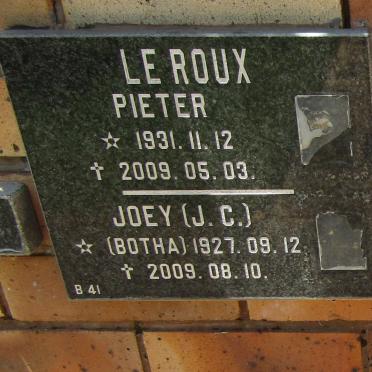 LE ROUX
PIETER
☆ 1931.11.12
✝ 2009.05.03.
JOEY (J.C.)
☆ (BOTHA) 1927.09.12
✝ 2009.08.10.
B 41